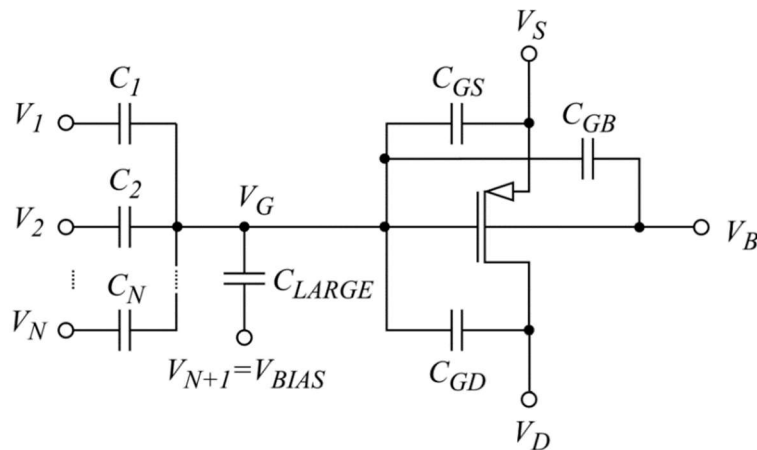 V_S
C_1
C_GS
C_GB
V_1
C_2
V_G
V_2
V_B
C_N
C_LARGE
V_N
V_N+1=V_BIAS
C_GD
V_D